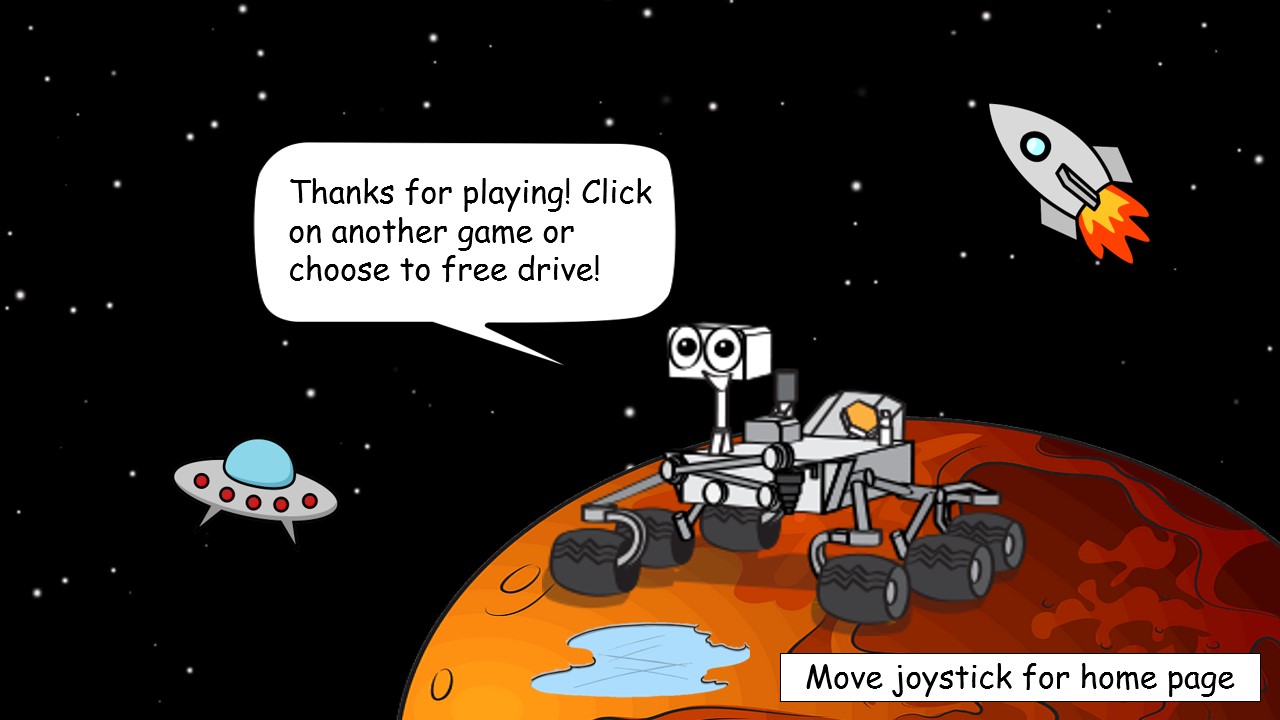 Thanks for playing! Click
on another game or
choose to free drive!
Move joystick for home page